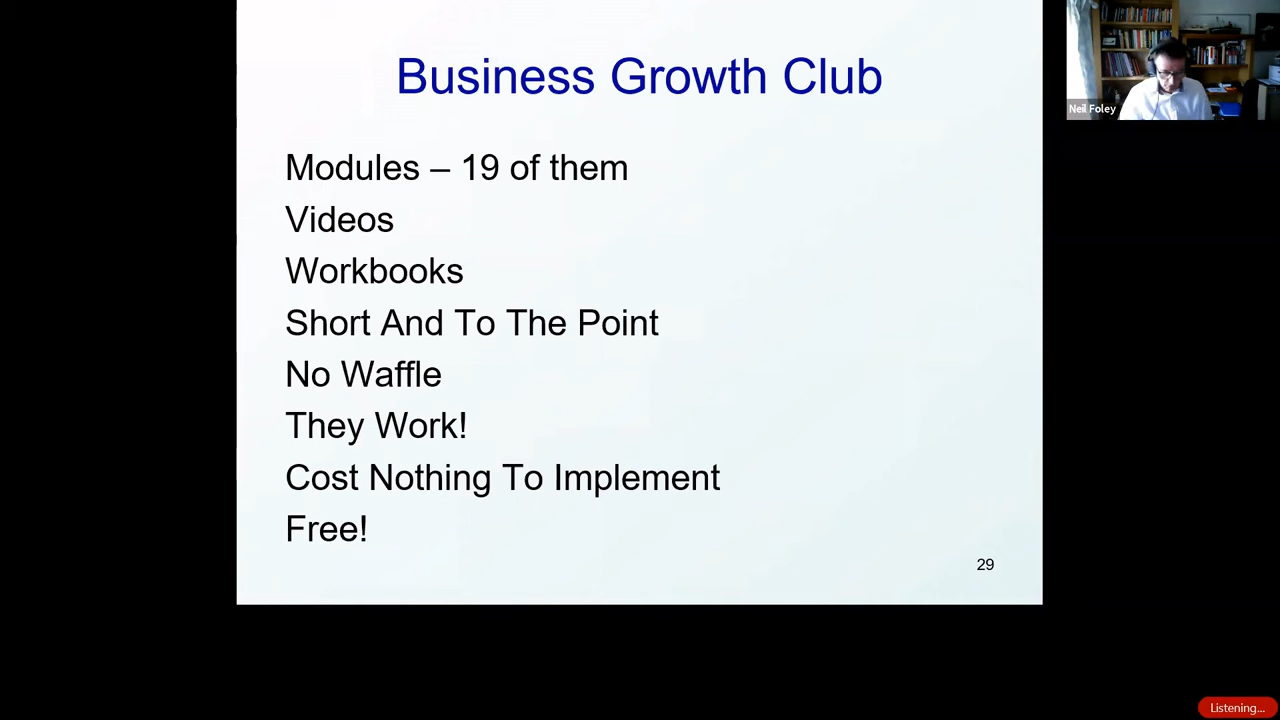 Business Growth Club
Neil Foley
Modules – 19 of them
Videos
Workbooks
Short And To The Point
No Waffle
They Work!
Cost Nothing To Implement
Free!
29
Listening...